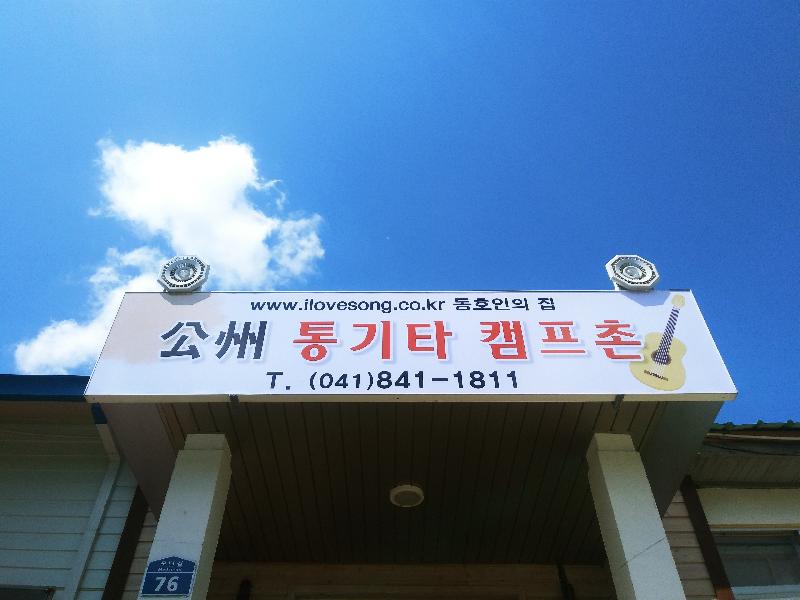 www.ilovesong.co.kr 동호인의 집
公州 통기타 캠프촌
T. (041)841-1811
76